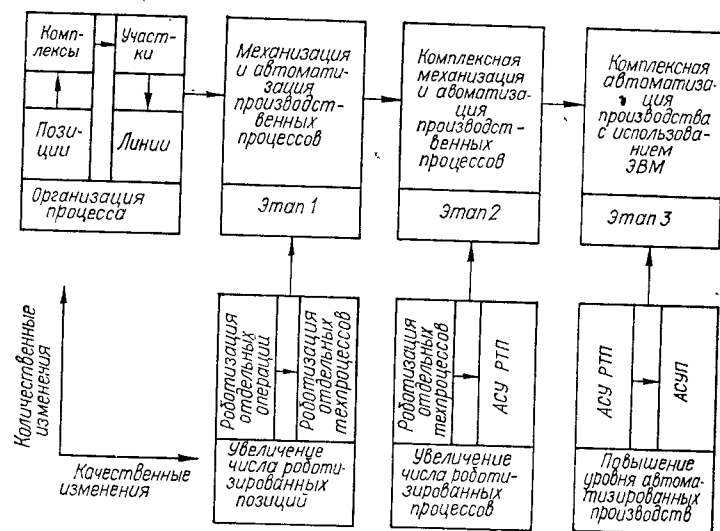 Комп-
лексы
Участ-
ки
Пози-
ции
Линии
Организация
процесса
Механизация
и автомати-
зация
производст-
венных
процессов
Этап 1
Комплексная
механизация
и авоматиза-
ция
производст-
венных
процессов
Этап 2
Комплексная
автоматиза-
ция
производства
с использова-
нием
ЭВМ
Этап 3
Количественные
изменения
Качественные
изменения
Роботизация
отдельных
операции
Роботизация
отдельных
техпроцессов
Увеличение
числа роботи-
зированных
позиций
Роботизация
отдельных
техпроцессов
АСУ РТП
Увеличение
числа роботи-
зированных
процессов
АСУ РТП
АСУП
Повышение
уровня автома-
тизированных
производств